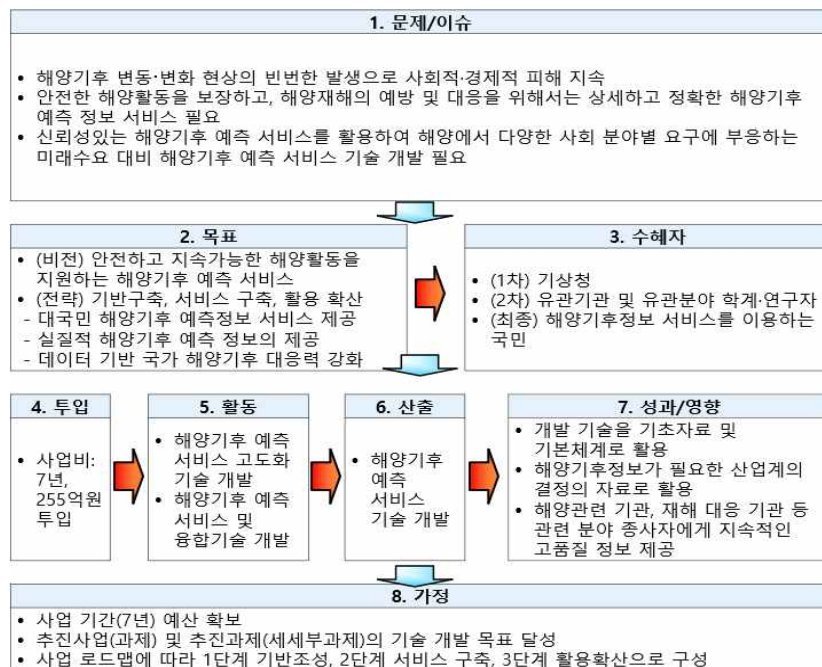 1. 문제/이슈
• 해양기후 변동·변화 현상의 빈번한 발생으로 사회적·경제적 피해 지속
• 안전한 해양활동을 보장하고, 해양재해의 예방 및 대응을 위해서는 상세하고 정확한 해양기후
예측 정보 서비스 필요
• 신뢰성있는 해양기후 예측 서비스를 활용하여 해양에서 다양한 사회 분야별 요구에 부응하는
미래수요 대비 해양기후 예측 서비스 기술 개발 필요
2. 목표
• (비전) 안전하고 지속가능한 해양활동을
지원하는 해양기후 예측 서비스
• (전략) 기반구축, 서비스 구축, 활용 확산
- 대국민 해양기후 예측정보 서비스 제공
- 실질적 해양기후 예측 정보의 제공
- 데이터 기반 국가 해양기후 대응력 강화
3. 수혜자
• (1차) 기상청
• (2차) 유관기관 및 유관분야 학계·연구자
• (최종) 해양기후정보 서비스를 이용하는
국민
4. 투입
• 사업비:
7년,
255억원
투입
5. 활동
• 해양기후 예측
서비스 고도화
기술 개발
• 해양기후 예측
서비스 및
융합기술 개발
6. 산출
• 해양기후
예측
서비스
기술 개발
7. 성과/영향
• 개발 기술을 기초자료 및
기본체계로 활용
• 해양기후정보가 필요한 산업계의
결정의 자료로 활용
• 해양관련 기관, 재해 대응 기관 등
관련 분야 종사자에게 지속적인
고품질 정보 제공
8. 가정
• 사업 기간(7년) 예산 확보
• 추진사업(과제) 및 추진과제(세세부과제)의 기술 개발 목표 달성
• 사업 로드맵에 따라 1단계 기반조성, 2단계 서비스 구축, 3단계 활용확산으로 구성